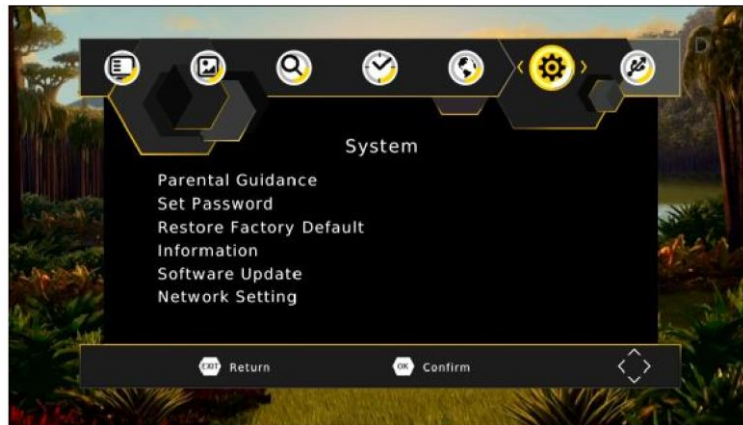 System
Parental Guidance
Set Password
Restore Factory Default
Information
Software Update
Network Setting
EXIT Return
OK Confirm